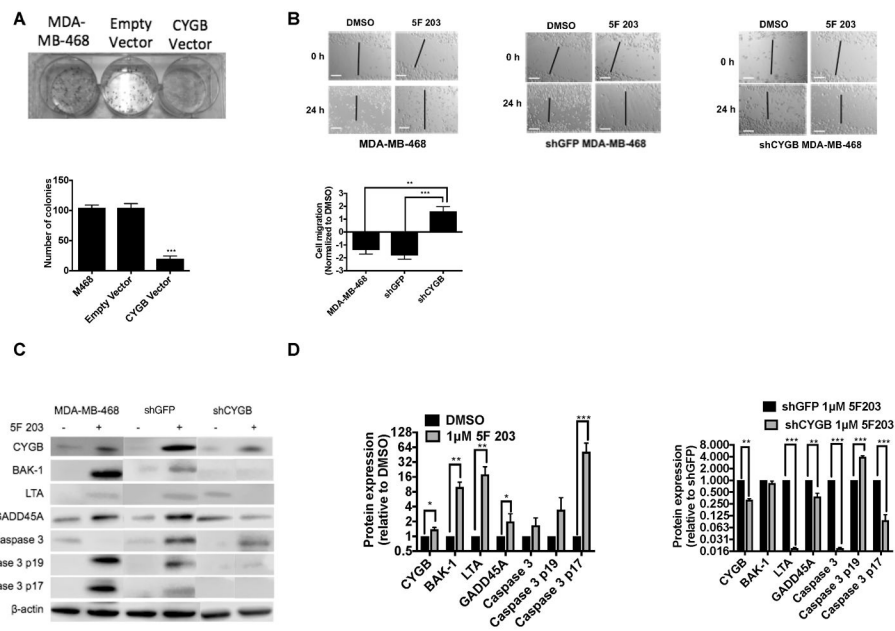 A
MDA-
MB-468
Empty
Vector
CYGB
Vector
Number of colonies
150
100
50
0
***
M468
Empty Vector
CYGB Vector
B
DMSO
5F 203
0 h
24 h
MDA-MB-468
DMSO
5F 203
0 h
24 h
shGFP MDA-MB-468
DMSO
5F 203
0 h
24 h
shCYGB MDA-MB-468
Cell migration
(Normalized to DMSO)
3
2
1
0
-1
-2
-3
**
***
MDA-MB-468
shGFP
shCYGB
C
MDA-MB-468 shGFP shCYGB
5F 203 - + - + - +
CYGB
BAK-1
LTA
GADD45A
caspase 3
se 3 p19
se 3 p17
β-actin
D
Protein expression
(relative to DMSO)
DMSO
1μM 5F 203
128
64
32
16
8
4
2
1
0.5
* ** ** * ***
CYGB
BAK-1
LTA
GADD45A
Caspase 3
Caspase 3 p19
Caspase 3 p17
Protein expression
(relative to shGFP)
shGFP 1μM 5F203
shCYGB 1μM 5F203
8.000
4.000
2.000
1.000
0.500
0.250
0.125
0.063
0.031
0.016
** *** ** *** *** ***
CYGB
BAK-1
LTA
GADD45A
Caspase 3
Caspase 3 p19
Caspase 3 p17